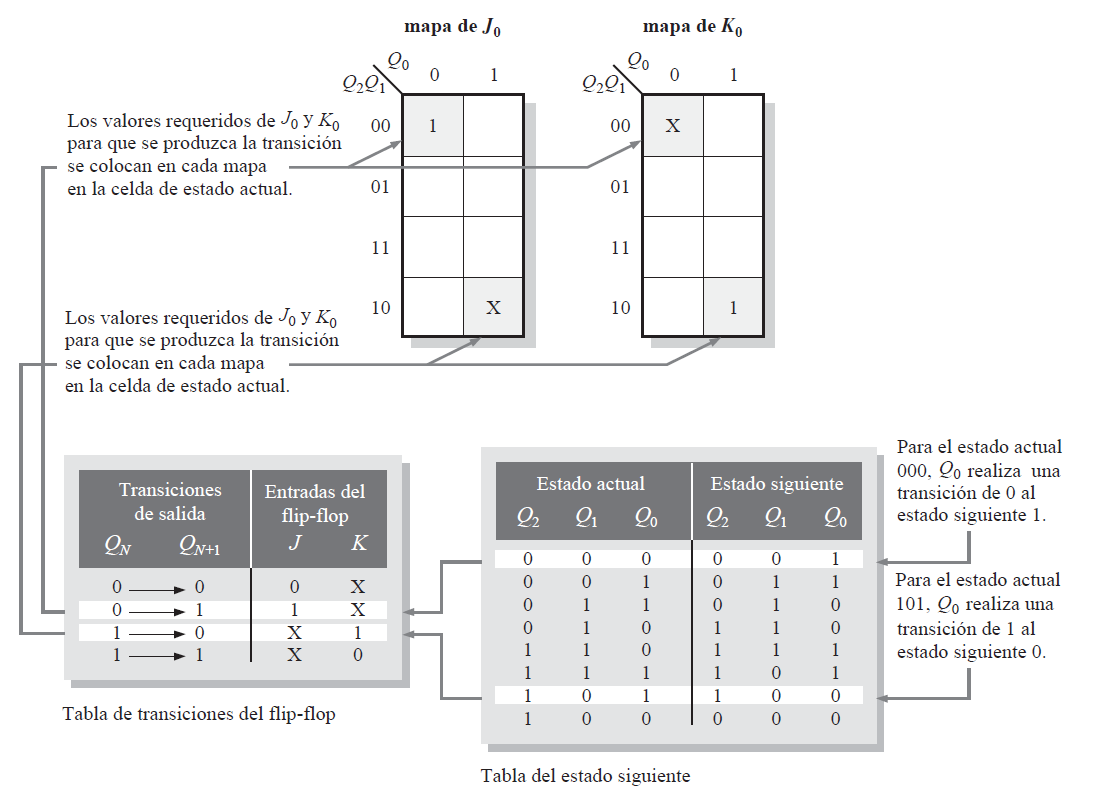 mapa de J0 mapa de K0
Q0 Q0
Q2Q1 0 1 Q2Q1 0 1
Los valores requeridos de J0 y K0
para que se produzca la transición
se colocan en cada mapa
en la celda de estado actual.
00 1 00 X
01 01
11 11
10 X 10 1
Los valores requeridos de J0 y K0
para que se produzca la transición
se colocan en cada mapa
en la celda de estado actual.
Transiciones
de salida
Entradas del
flip-flop
QN QN+1 J K
0 0 0 X
0 1 1 X
1 0 X 1
1 1 X 0
Tabla de transiciones del flip-flop
Estado actual Estado siguiente
Q2 Q1 Q0 Q2 Q1 Q0
0 0 0 0 0 1
0 0 1 0 1 1
0 1 1 0 1 0
0 1 0 1 1 0
1 1 0 1 1 1
1 1 1 1 0 1
1 0 1 1 0 0
1 0 0 0 0 0
Tabla del estado siguiente
Para el estado actual
000, Q0 realiza una
transición de 0 al
estado siguiente 1.
Para el estado actual
101, Q0 realiza una
transición de 1 al
estado siguiente 0.